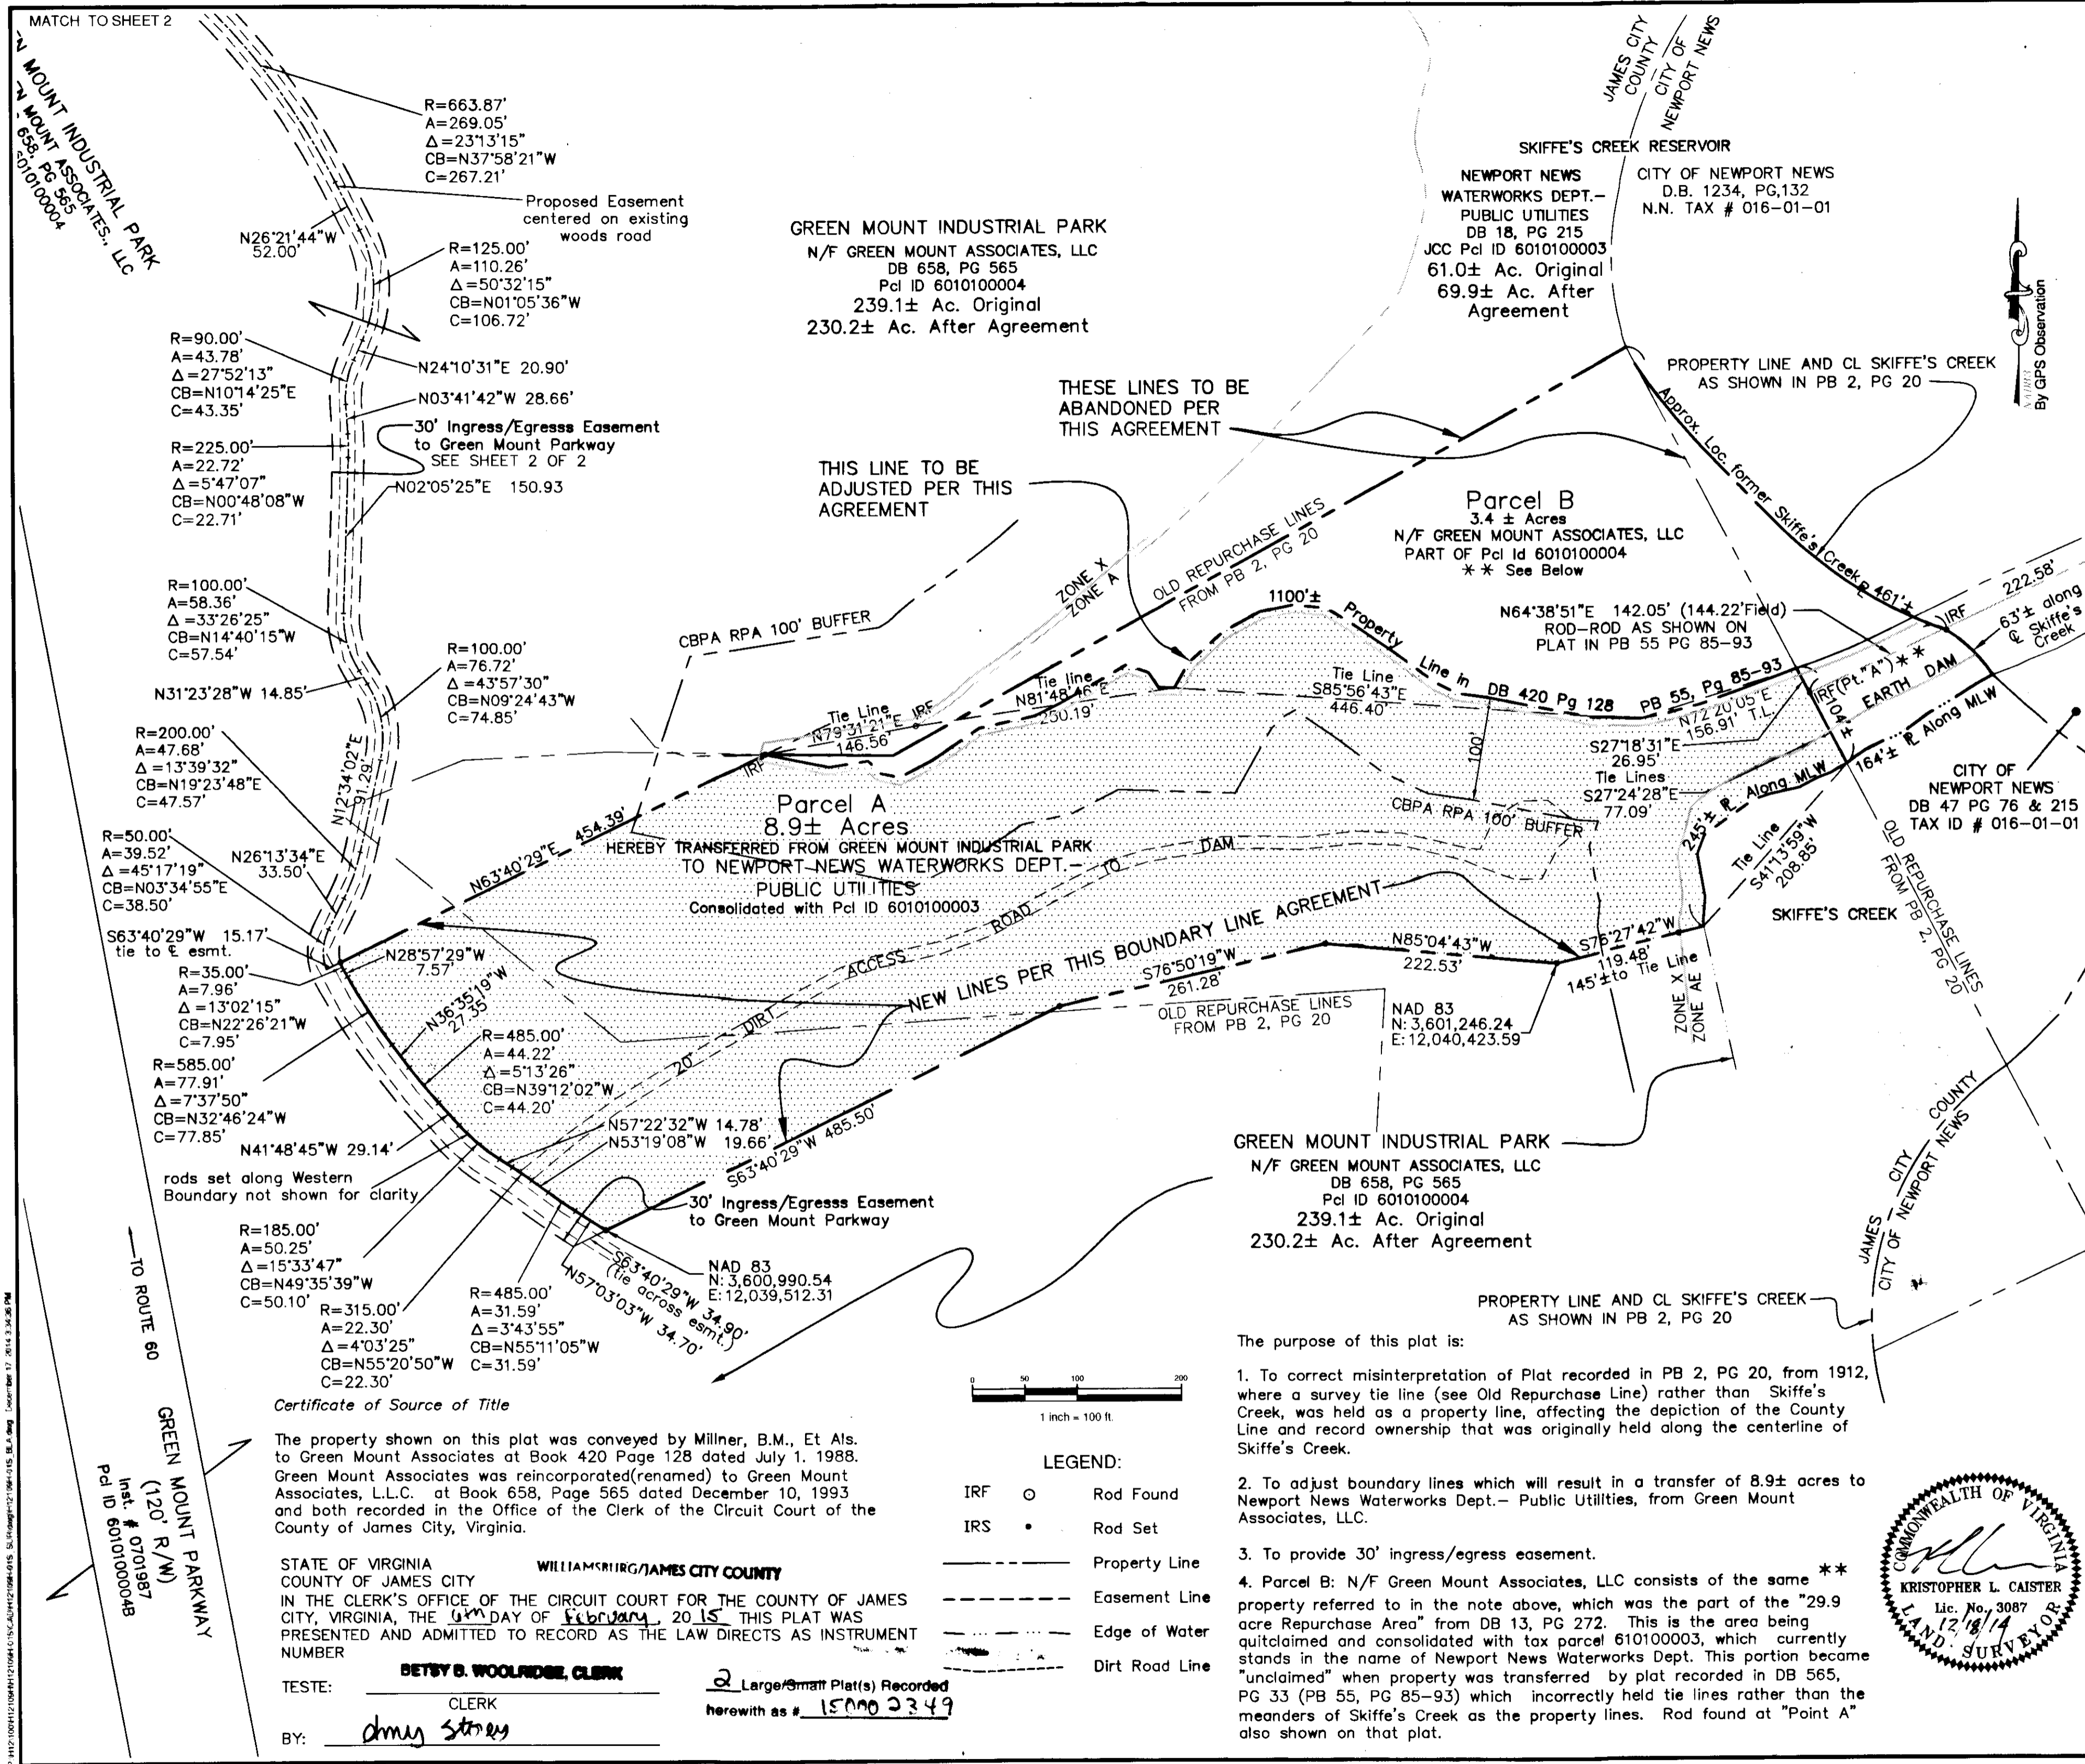 MATCH TO SHEET 2
MOUNT INDUSTRIAL PARK
MOUNT ASSOCIATES., LLC
658, PG 565
6010100004
R=663.87'
A=269.05'
Δ=23°13'15"
CB=N37°58'21"W
C=267.21'
Proposed Easement
centered on existing
woods road
N26°21'44"W
52.00'
R=125.00'
A=110.26'
Δ=50°32'15"
CB=N01°05'36"W
C=106.72'
R=90.00'
A=43.78'
Δ=27°52'13"
CB=N10°14'25"E
C=43.35'
N24°10'31"E 20.90'
N03°41'42"W 28.66'
30' Ingress/Egresss Easement
to Green Mount Parkway
SEE SHEET 2 OF 2
R=225.00'
A=22.72'
Δ=5°47'07"
CB=N00°48'08"W
C=22.71'
N02°05'25"E 150.93
R=100.00'
A=58.36'
Δ=33°26'25"
CB=N14°40'15"W
C=57.54'
R=100.00'
A=76.72'
Δ=43°57'30"
CB=N09°24'43"W
C=74.85'
N31°23'28"W 14.85'
R=200.00'
A=47.68'
Δ=13°39'32"
CB=N19°23'48"E
C=47.57'
N12°34'02"E
91.29'
R=50.00'
A=39.52'
Δ=45°17'19"
CB=N03°34'55"E
C=38.50'
N26°13'34"E
33.50'
S63°40'29"W 15.17'
tie to ℄ esmt.
R=35.00'
A=7.96'
Δ=13°02'15"
CB=N22°26'21"W
C=7.95'
N28°57'29"W
7.57'
N36°35'19"W
27.35'
R=485.00'
A=44.22'
Δ=5°13'26"
CB=N39°12'02"W
C=44.20'
R=585.00'
A=77.91'
Δ=7°37'50"
CB=N32°46'24"W
C=77.85'
N41°48'45"W 29.14'
rods set along Western
Boundary not shown for clarity
N57°22'32"W 14.78'
N53°19'08"W 19.66'
R=185.00'
A=50.25'
Δ=15°33'47"
CB=N49°35'39"W
C=50.10'
R=315.00'
A=22.30'
Δ=4°03'25"
CB=N55°20'50"W
C=22.30'
R=485.00'
A=31.59'
Δ=3°43'55"
CB=N55°11'05"W
C=31.59'
S63°40'29"W 34.90'
(tie across esmt.)
N57°03'03"W 34.70'
NAD 83
N: 3,600,990.54
E: 12,039,512.31
30' Ingress/Egresss Easement
to Green Mount Parkway
S63°40'29"W 485.50'
GREEN MOUNT INDUSTRIAL PARK
N/F GREEN MOUNT ASSOCIATES, LLC
DB 658, PG 565
Pcl ID 6010100004
239.1± Ac. Original
230.2± Ac. After Agreement
JAMES CITY
COUNTY
CITY OF
NEWPORT NEWS
SKIFFE'S CREEK RESERVOIR
NEWPORT NEWS
WATERWORKS DEPT.–
PUBLIC UTILITIES
DB 18, PG 215
JCC Pcl ID 6010100003
61.0± Ac. Original
69.9± Ac. After
Agreement
CITY OF NEWPORT NEWS
D.B. 1234, PG,132
N.N. TAX # 016–01–01
By GPS Observation
PROPERTY LINE AND CL SKIFFE'S CREEK
AS SHOWN IN PB 2, PG 20
THESE LINES TO BE
ABANDONED PER
THIS AGREEMENT
THIS LINE TO BE
ADJUSTED PER THIS
AGREEMENT
Approx. Loc. former Skiffe's Creek
461'±
OLD REPURCHASE LINES
FROM PB 2, PG 20
ZONE X
ZONE A
CBPA RPA 100' BUFFER
Parcel B
3.4 ± Acres
N/F GREEN MOUNT ASSOCIATES, LLC
PART OF Pcl Id 6010100004
** See Below
N64°38'51"E 142.05' (144.22'Field)
ROD–ROD AS SHOWN ON
PLAT IN PB 55 PG 85–93
IRF
222.58'
63'± along
℄ Skiffe's
Creek
1100'± Property Line in DB 420 Pg 128 PB 55, Pg 85–93
Tie Line
N79°31'21"E IRF
146.56'
IRF
Tie line
N81°48'46"E
250.19'
Tie Line
S85°56'43"E
446.40'
N72°20'05"E
156.91' T.L.
IRF(Pt."A")**
EARTH DAM
104'±
S27°18'31"E
26.95'
Tie Lines
S27°24'28"E
77.09'
100'
CBPA RPA 100' BUFFER
245'± Along MLW
164'± Along MLW
CITY OF
NEWPORT NEWS
DB 47 PG 76 & 215
TAX ID # 016–01–01
Tie Line
S41°13'59"W
208.85'
OLD REPURCHASE LINES
FROM PB 2, PG 20
SKIFFE'S CREEK
N63°40'29"E 454.39'
Parcel A
8.9± Acres
HEREBY TRANSFERRED FROM GREEN MOUNT INDUSTRIAL PARK
TO NEWPORT NEWS WATERWORKS DEPT.–
PUBLIC UTILITIES
Consolidated with Pcl ID 6010100003
20' DIRT ACCESS ROAD TO DAM
NEW LINES PER THIS BOUNDARY LINE AGREEMENT
S76°50'19"W
261.28'
N85°04'43"W
222.53'
S76°27'42"W
119.48'
145'±to Tie Line
ZONE X
ZONE AE
OLD REPURCHASE LINES
FROM PB 2, PG 20
NAD 83
N: 3,601,246.24
E: 12,040,423.59
GREEN MOUNT INDUSTRIAL PARK
N/F GREEN MOUNT ASSOCIATES, LLC
DB 658, PG 565
Pcl ID 6010100004
239.1± Ac. Original
230.2± Ac. After Agreement
JAMES CITY COUNTY
CITY OF NEWPORT NEWS
PROPERTY LINE AND CL SKIFFE'S CREEK
AS SHOWN IN PB 2, PG 20
TO ROUTE 60
GREEN MOUNT PARKWAY
(120' R/W)
Inst. # 0701987
Pcl ID 6010100004B
Certificate of Source of Title
The property shown on this plat was conveyed by Millner, B.M., Et Als.
to Green Mount Associates at Book 420 Page 128 dated July 1. 1988.
Green Mount Associates was reincorporated(renamed) to Green Mount
Associates, L.L.C. at Book 658, Page 565 dated December 10, 1993
and both recorded in the Office of the Clerk of the Circuit Court of the
County of James City, Virginia.
STATE OF VIRGINIA
WILLIAMSBURG/JAMES CITY COUNTY
COUNTY OF JAMES CITY
IN THE CLERK'S OFFICE OF THE CIRCUIT COURT FOR THE COUNTY OF JAMES
CITY, VIRGINIA, THE 6th DAY OF February, 2015 THIS PLAT WAS
PRESENTED AND ADMITTED TO RECORD AS THE LAW DIRECTS AS INSTRUMENT
NUMBER
TESTE: BETSY B. WOOLRIDGE, CLERK
CLERK
BY:
2 Large/Small Plat(s) Recorded
herewith as # 150002349
0 50 100 200
1 inch = 100 ft.
LEGEND:
IRF Rod Found
IRS Rod Set
Property Line
Easement Line
Edge of Water
Dirt Road Line
The purpose of this plat is:
1. To correct misinterpretation of Plat recorded in PB 2, PG 20, from 1912,
where a survey tie line (see Old Repurchase Line) rather than Skiffe's
Creek, was held as a property line, affecting the depiction of the County
Line and record ownership that was originally held along the centerline of
Skiffe's Creek.
2. To adjust boundary lines which will result in a transfer of 8.9± acres to
Newport News Waterworks Dept.– Public Utilities, from Green Mount
Associates, LLC.
3. To provide 30' ingress/egress easement.
4. Parcel B: N/F Green Mount Associates, LLC consists of the same **
property referred to in the note above, which was the part of the "29.9
acre Repurchase Area" from DB 13, PG 272. This is the area being
quitclaimed and consolidated with tax parcel 610100003, which currently
stands in the name of Newport News Waterworks Dept. This portion became
"unclaimed" when property was transferred by plat recorded in DB 565,
PG 33 (PB 55, PG 85–93) which incorrectly held tie lines rather than the
meanders of Skiffe's Creek as the property lines. Rod found at "Point A"
also shown on that plat.
COMMONWEALTH OF VIRGINIA
KRISTOPHER L. CAISTER
Lic. No. 3087
12/18/14
LAND SURVEYOR